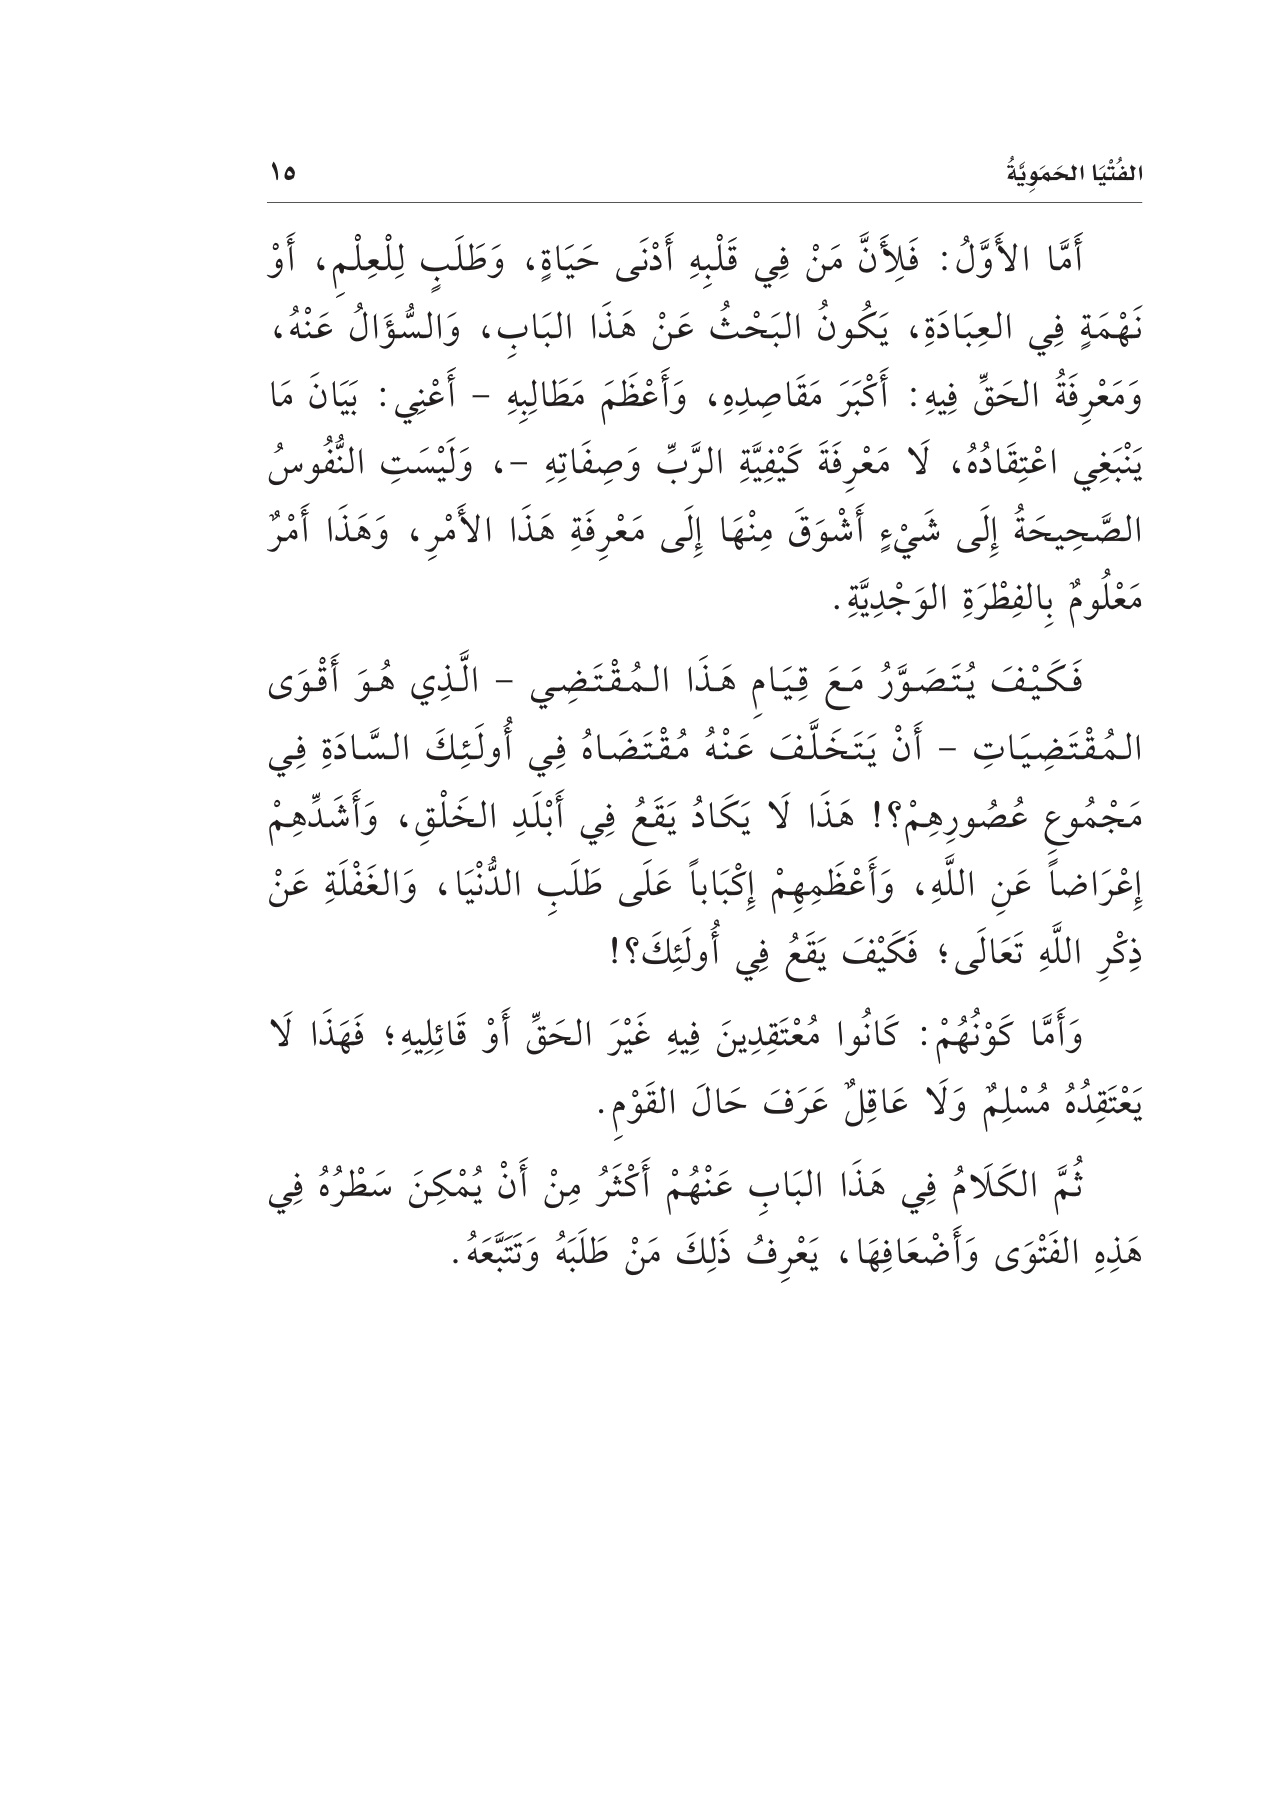 الفُتْيَا الحَمَوِيَّةُ ١٥
أَمَّا الأَوَّلُ: فَلِأَنَّ مَنْ فِي قَلْبِهِ أَدْنَى حَيَاةٍ، وَطَلَبٍ لِلْعِلْمِ، أَوْ
نَهْمَةٍ فِي العِبَادَةِ، يَكُونُ البَحْثُ عَنْ هَذَا البَابِ، وَالسُّؤَالُ عَنْهُ،
وَمَعْرِفَةُ الحَقِّ فِيهِ: أَكْبَرَ مَقَاصِدِهِ، وَأَعْظَمَ مَطَالِبِهِ – أَعْنِي: بَيَانَ مَا
يَنْبَغِي اعْتِقَادُهُ، لَا مَعْرِفَةَ كَيْفِيَّةِ الرَّبِّ وَصِفَاتِهِ –، وَلَيْسَتِ النُّفُوسُ
الصَّحِيحَةُ إِلَى شَيْءٍ أَشْوَقَ مِنْهَا إِلَى مَعْرِفَةِ هَذَا الأَمْرِ، وَهَذَا أَمْرٌ
مَعْلُومٌ بِالفِطْرَةِ الوَجْدِيَّةِ.
فَكَيْفَ يُتَصَوَّرُ مَعَ قِيَامِ هَذَا المُقْتَضِي – الَّذِي هُوَ أَقْوَى
المُقْتَضِيَاتِ – أَنْ يَتَخَلَّفَ عَنْهُ مُقْتَضَاهُ فِي أُولَئِكَ السَّادَةِ فِي
مَجْمُوعِ عُصُورِهِمْ؟! هَذَا لَا يَكَادُ يَقَعُ فِي أَبْلَدِ الخَلْقِ، وَأَشَدِّهِمْ
إِعْرَاضاً عَنِ اللَّهِ، وَأَعْظَمِهِمْ إِكْبَاباً عَلَى طَلَبِ الدُّنْيَا، وَالغَفْلَةِ عَنْ
ذِكْرِ اللَّهِ تَعَالَى؛ فَكَيْفَ يَقَعُ فِي أُولَئِكَ؟!
وَأَمَّا كَوْنُهُمْ: كَانُوا مُعْتَقِدِينَ فِيهِ غَيْرَ الحَقِّ أَوْ قَائِلِيهِ؛ فَهَذَا لَا
يَعْتَقِدُهُ مُسْلِمٌ وَلَا عَاقِلٌ عَرَفَ حَالَ القَوْمِ.
ثُمَّ الكَلَامُ فِي هَذَا البَابِ عَنْهُمْ أَكْثَرُ مِنْ أَنْ يُمْكِنَ سَطْرُهُ فِي
هَذِهِ الفَتْوَى وَأَضْعَافِهَا، يَعْرِفُ ذَلِكَ مَنْ طَلَبَهُ وَتَتَبَّعَهُ.